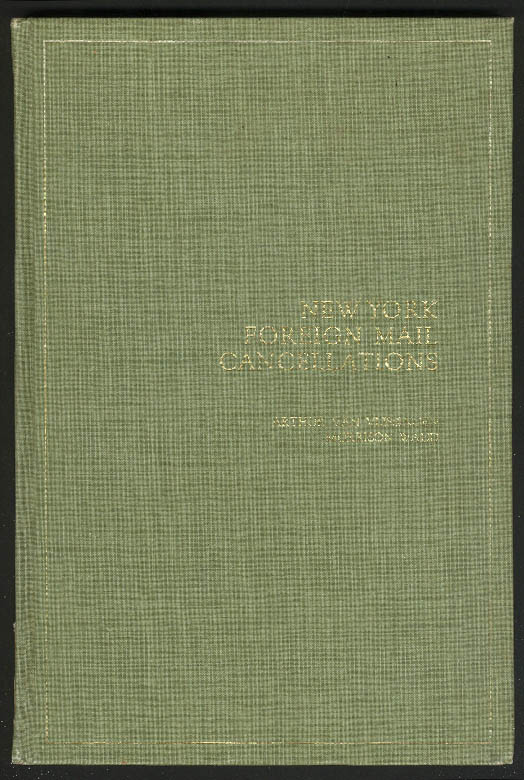 NEW YORK
FOREIGN MAIL
CANCELLATIONS
ARTHUR VAN VLISSINGEN
MORRISON WAUD